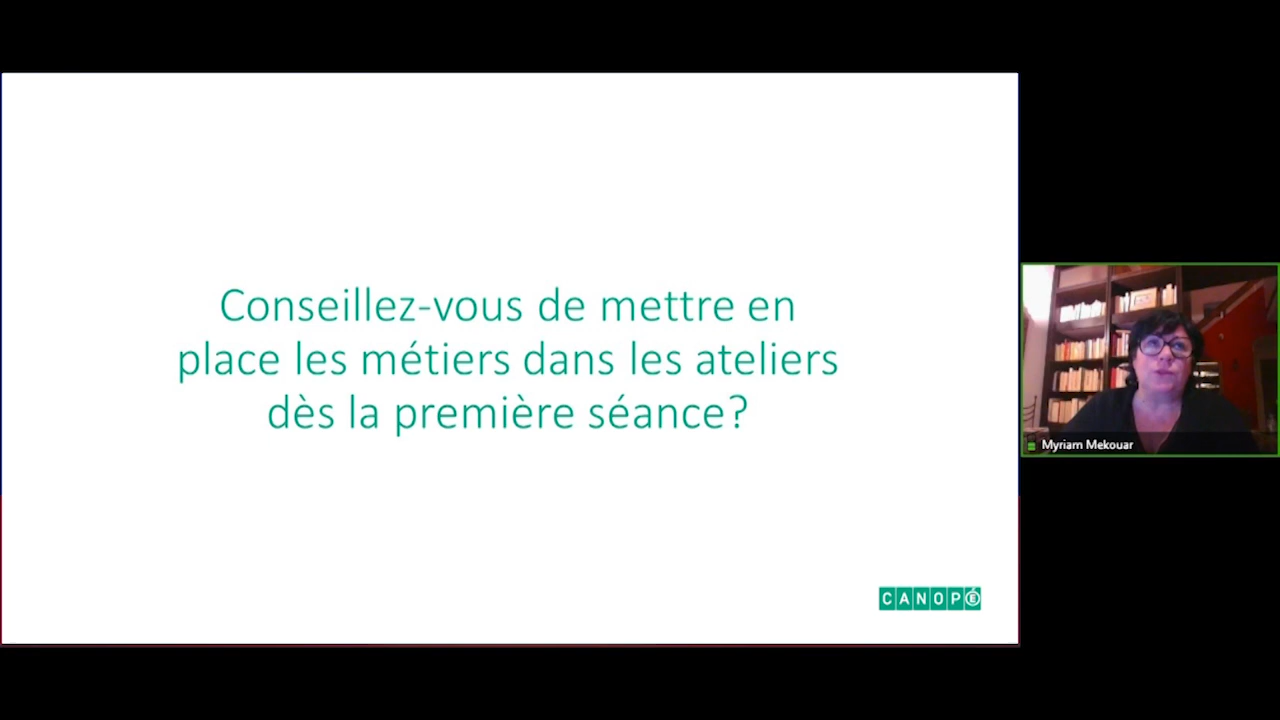 Conseillez-vous de mettre en
place les métiers dans les ateliers
dès la première séance?
CANOPÉ
Myriam Mekouar